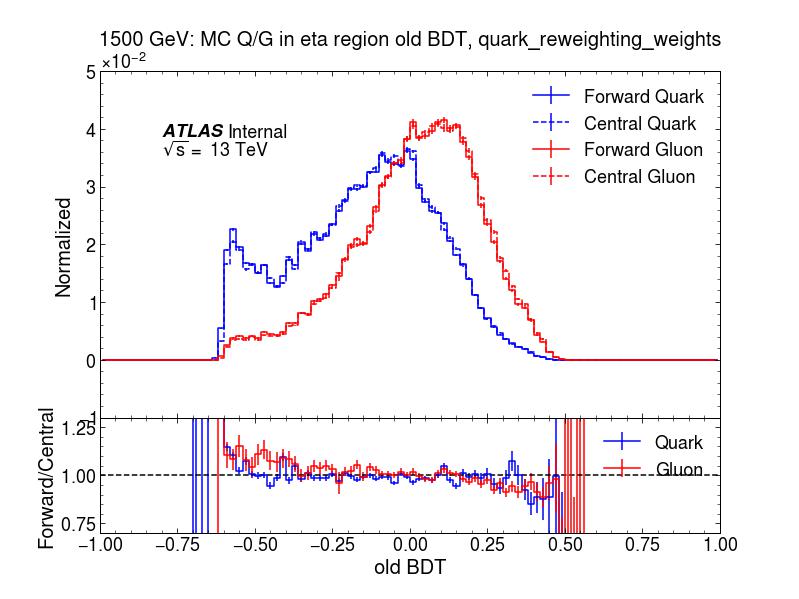 1500 GeV: MC Q/G in eta region old BDT, quark_reweighting_weights
×10⁻²
5
4
3
2
1
0
−1
Normalized
ATLAS Internal
√s = 13 TeV
Forward Quark
Central Quark
Forward Gluon
Central Gluon
1.25
1.00
0.75
Forward/Central
Quark
Gluon
−1.00 −0.75 −0.50 −0.25 0.00 0.25 0.50 0.75 1.00
old BDT